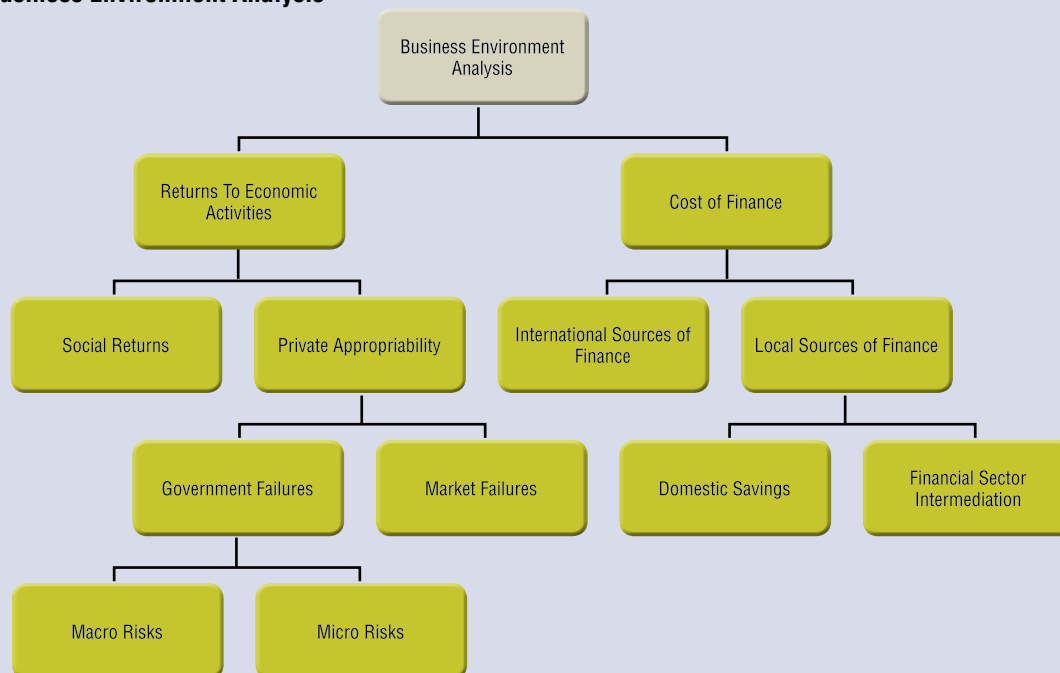 Business Environment
Analysis
Returns To Economic
Activities
Cost of Finance
Social Returns
Private Appropriability
International Sources of
Finance
Local Sources of Finance
Government Failures
Market Failures
Domestic Savings
Financial Sector
Intermediation
Macro Risks
Micro Risks